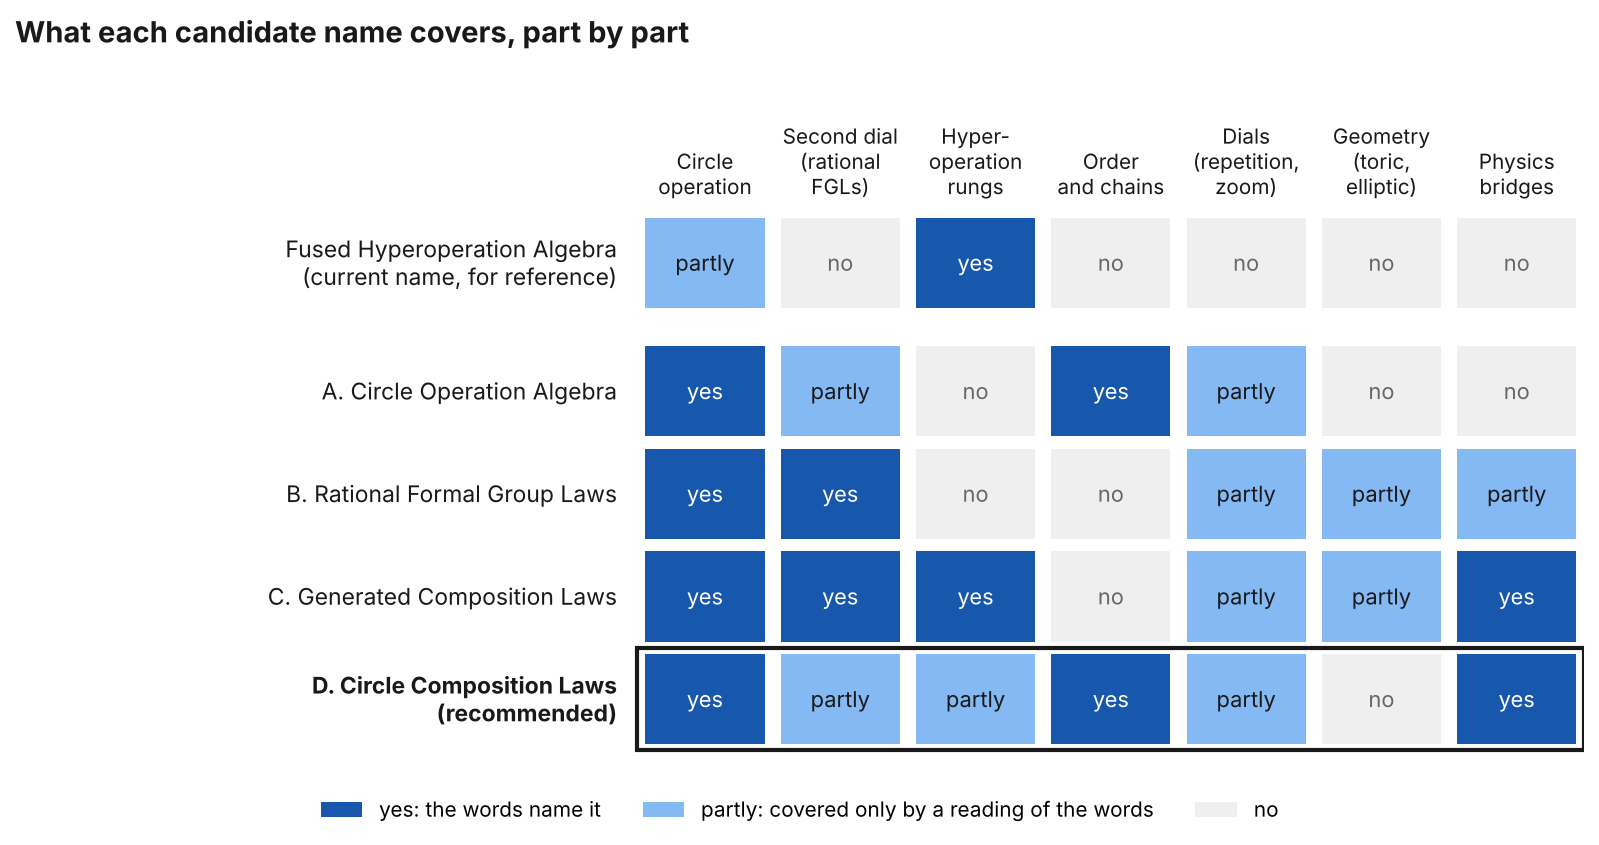 What each candidate name covers, part by part
Circle
operation
Second dial
(rational
FGLs)
Hyper-
operation
rungs
Order
and chains
Dials
(repetition,
zoom)
Geometry
(toric,
elliptic)
Physics
bridges
Fused Hyperoperation Algebra
(current name, for reference)
partly
no
yes
no
no
no
no
A. Circle Operation Algebra
yes
partly
no
yes
partly
no
no
B. Rational Formal Group Laws
yes
yes
no
no
partly
partly
partly
C. Generated Composition Laws
yes
yes
yes
no
partly
partly
yes
D. Circle Composition Laws
(recommended)
yes
partly
partly
yes
partly
no
yes
yes: the words name it
partly: covered only by a reading of the words
no